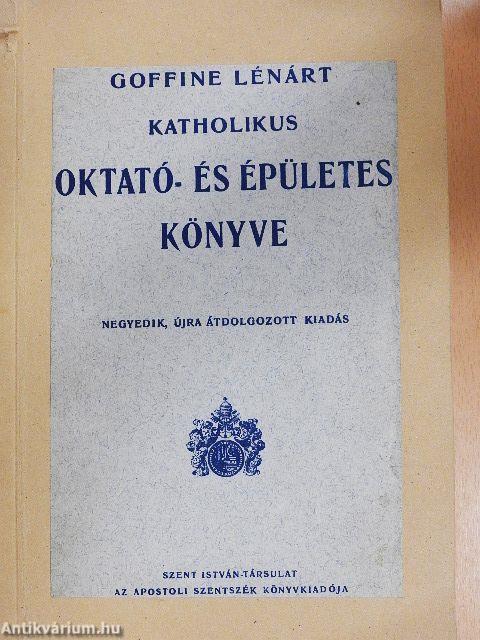 GOFFINE LÉNÁRT
KATHOLIKUS
OKTATÓ- ÉS ÉPÜLETES
KÖNYVE
NEGYEDIK, ÚJRA ÁTDOLGOZOTT KIADÁS
SZENT ISTVÁN-TÁRSULAT
AZ APOSTOLI SZENTSZÉK KÖNYVKIADÓJA
Antikvárium.hu